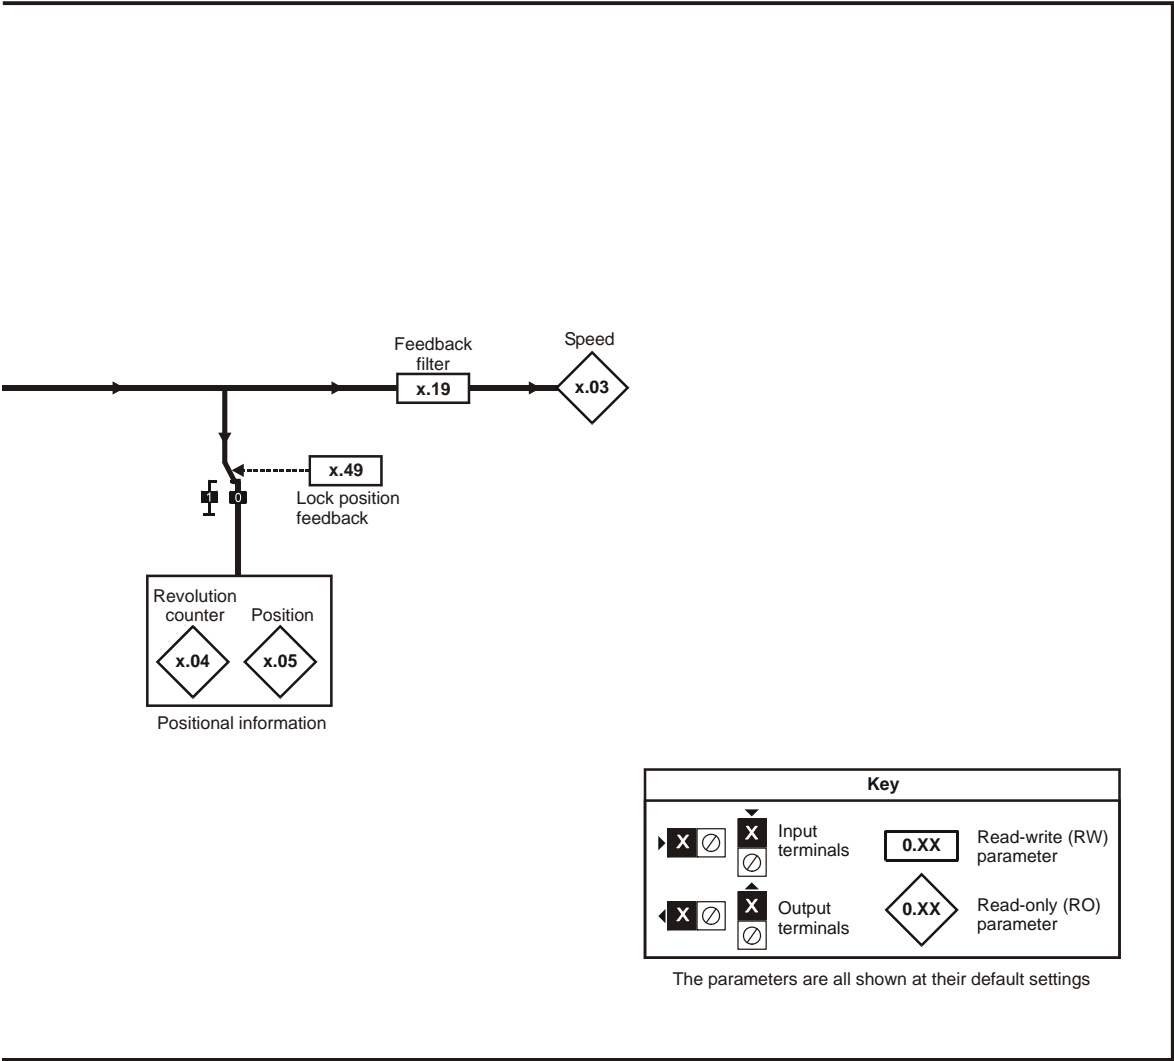 Feedback
filter
x.19
Speed
x.03
x.49
Lock position
feedback
1 0
Revolution
counter
x.04
Position
x.05
Positional information
Key
X
X
Input
terminals
0.XX
Read-write (RW)
parameter
X
X
Output
terminals
0.XX
Read-only (RO)
parameter
The parameters are all shown at their default settings